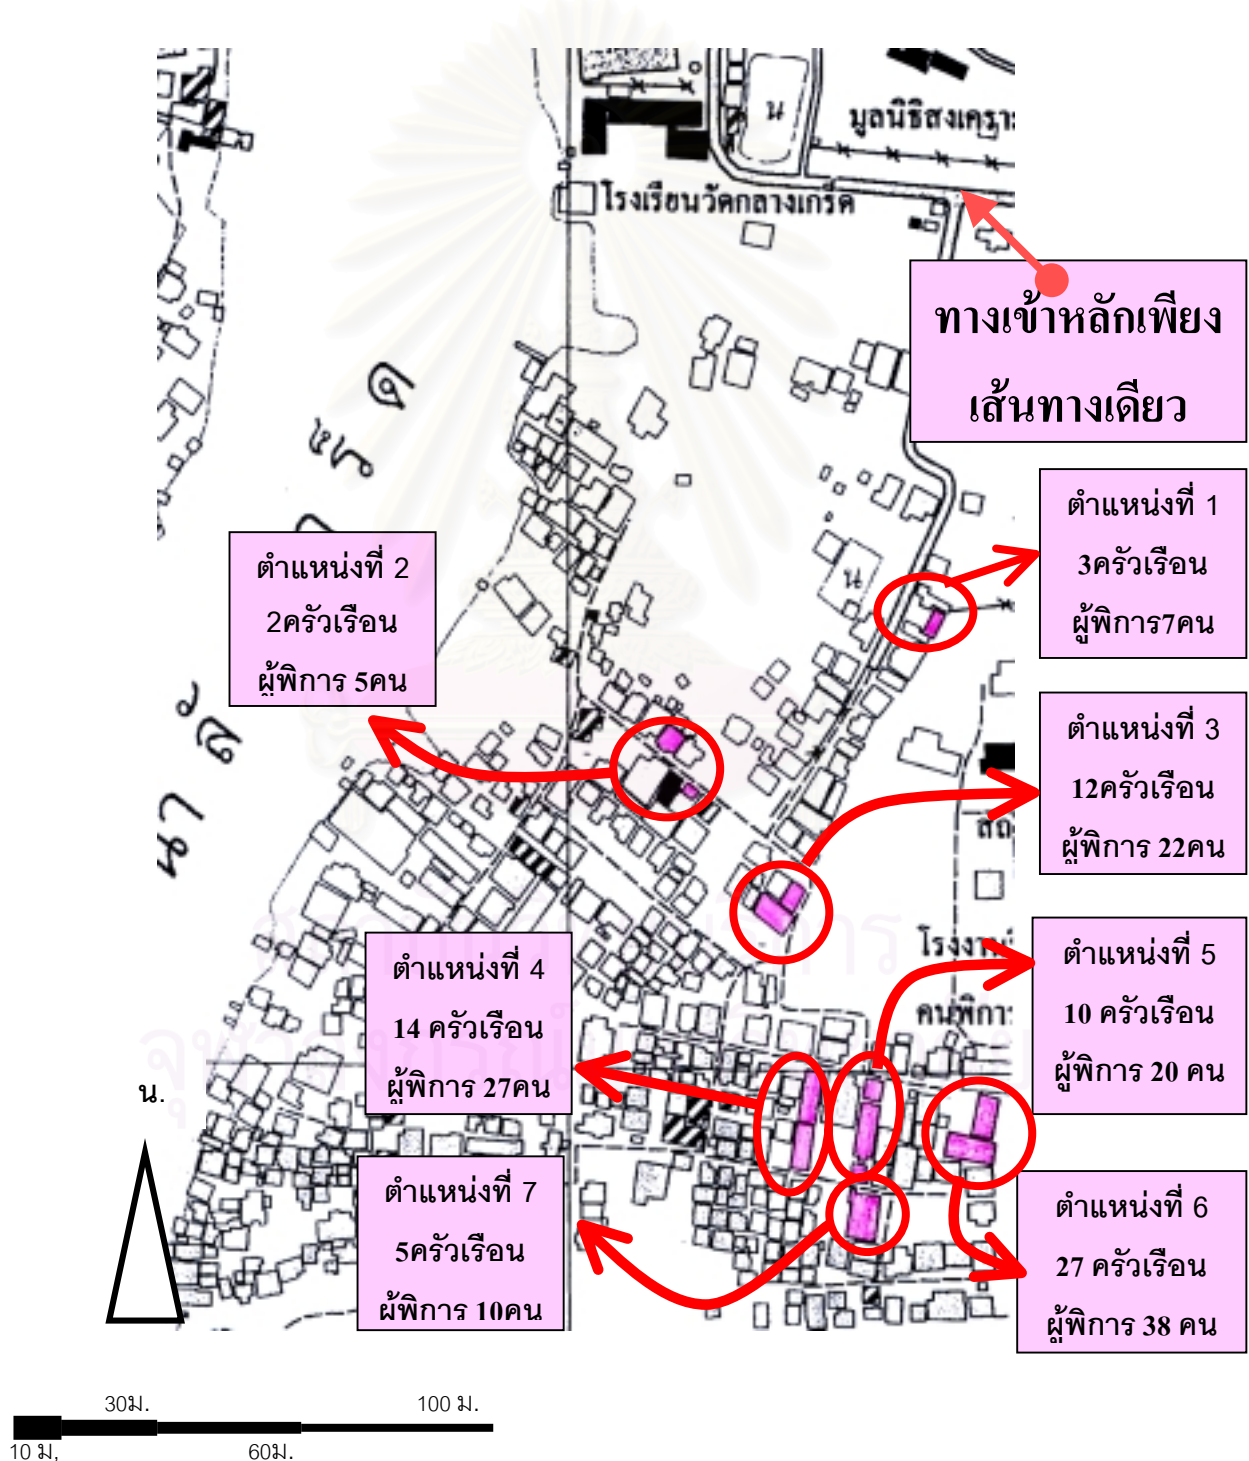 มูลนิธิสงเครา
น
โรงเรียนวัดกลางเกร็ด
ทางเข้าหลักเพียง
เส้นทางเดียว
ตำแหน่งที่ 1
3ครัวเรือน
ผู้พิการ7คน
น
ตำแหน่งที่ 2
2ครัวเรือน
ผู้พิการ 5คน
ตำแหน่งที่ 3
12ครัวเรือน
ผู้พิการ 22คน
ตำแหน่งที่ 5
10 ครัวเรือน
ผู้พิการ 20 คน
ตำแหน่งที่ 4
14 ครัวเรือน
ผู้พิการ 27คน
คนพิการ
น.
ตำแหน่งที่ 7
5ครัวเรือน
ผู้พิการ 10คน
ตำแหน่งที่ 6
27 ครัวเรือน
ผู้พิการ 38 คน
30ม.
100 ม.
10 ม,
60ม.